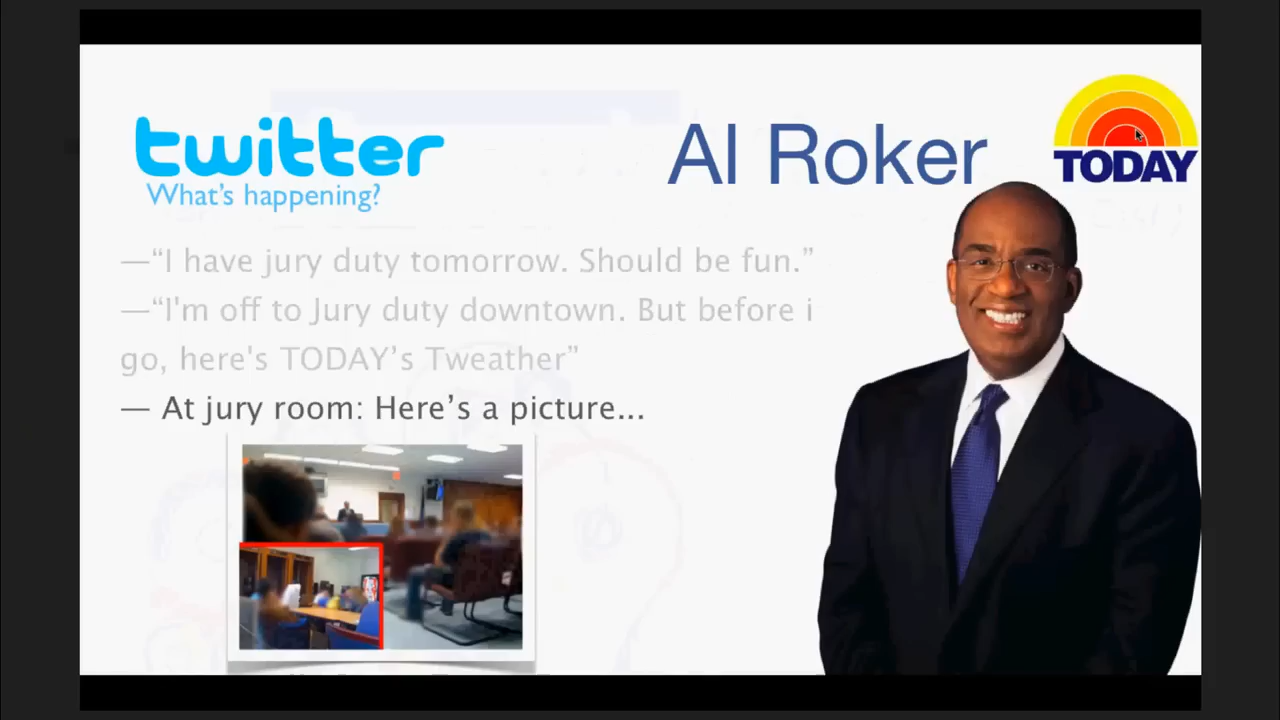 twitter
What's happening?
Al Roker
TODAY
—“I have jury duty tomorrow. Should be fun.”
—“I'm off to Jury duty downtown. But before i
go, here's TODAY’s Tweather”
— At jury room: Here’s a picture...